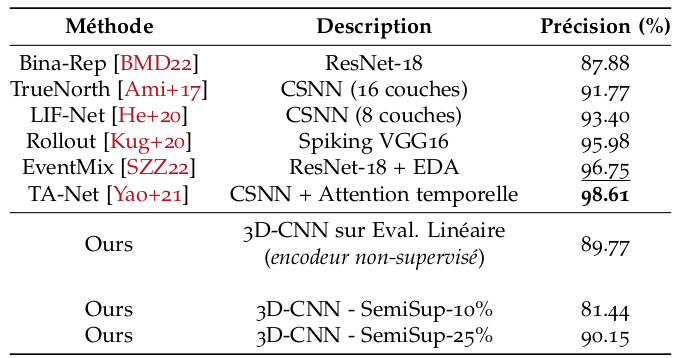 Méthode Description Précision (%)
Bina-Rep [BMD22] ResNet-18 87.88
TrueNorth [Ami+17] CSNN (16 couches) 91.77
LIF-Net [He+20] CSNN (8 couches) 93.40
Rollout [Kug+20] Spiking VGG16 95.98
EventMix [SZZ22] ResNet-18 + EDA 96.75
TA-Net [Yao+21] CSNN + Attention temporelle 98.61
Ours 3D-CNN sur Eval. Linéaire 89.77
(encodeur non-supervisé)
Ours 3D-CNN - SemiSup-10% 81.44
Ours 3D-CNN - SemiSup-25% 90.15